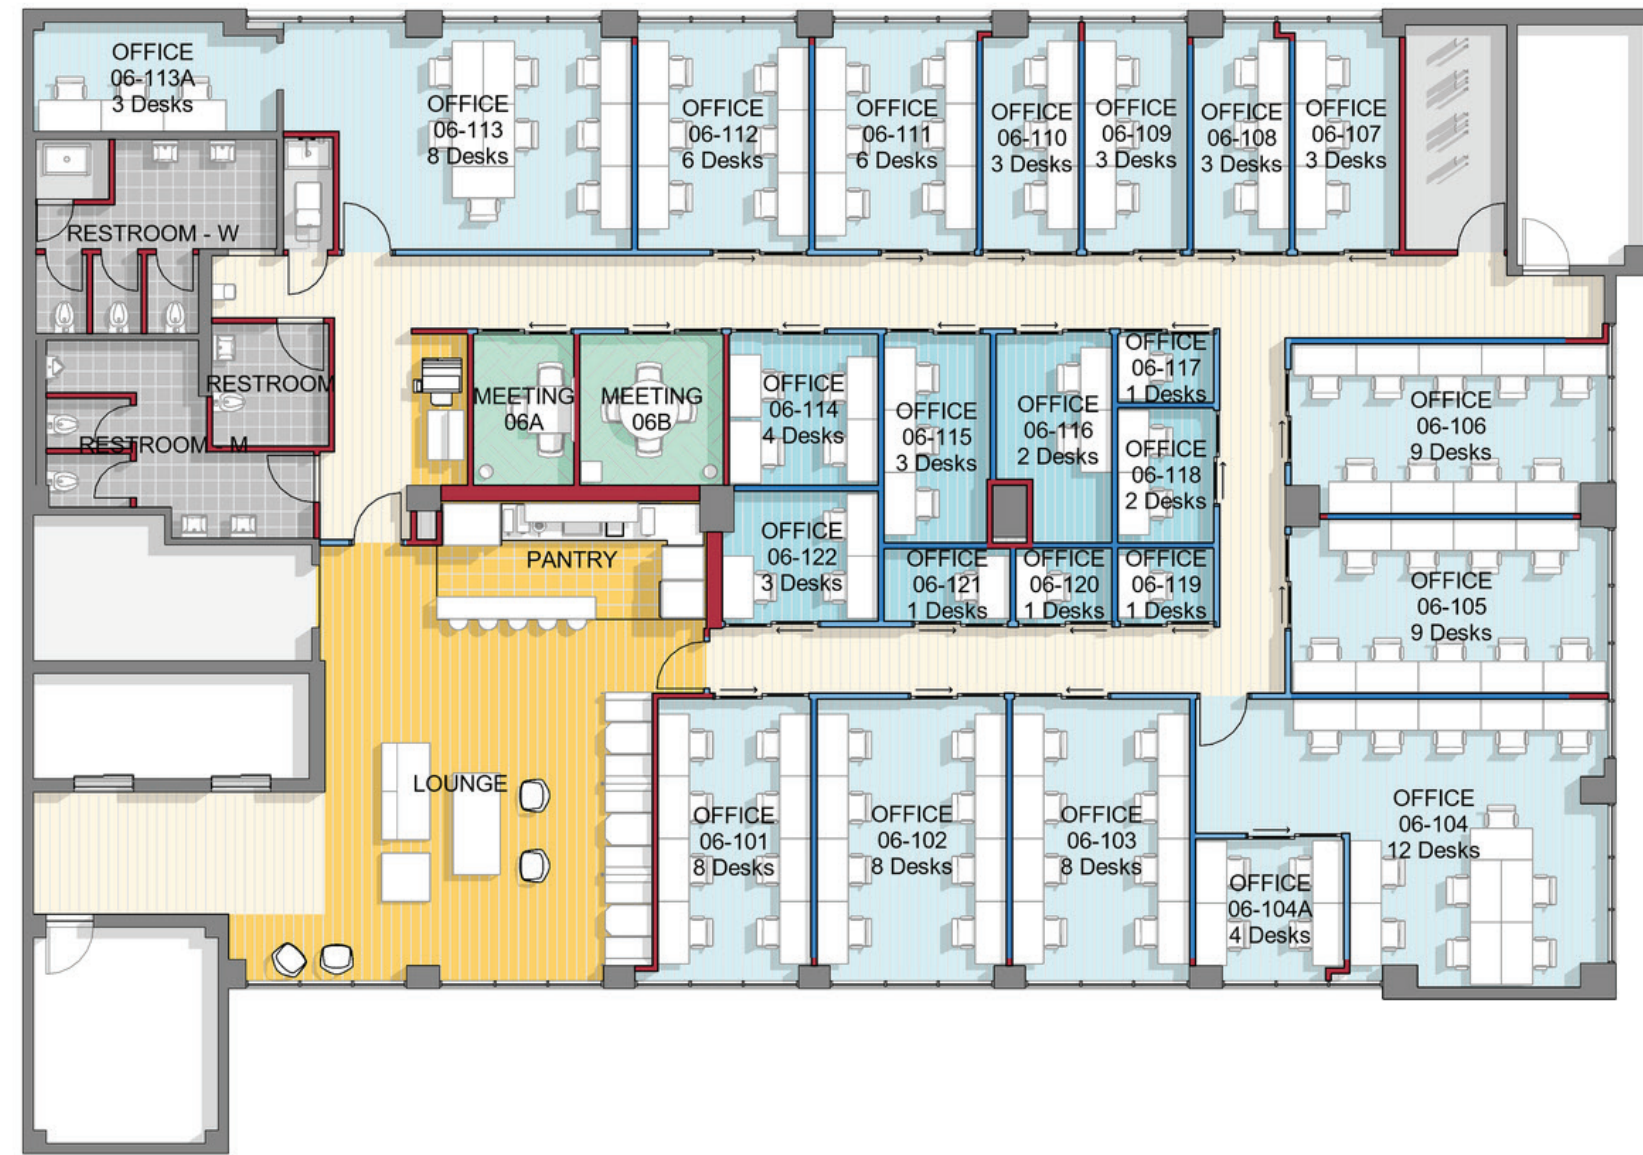 OFFICE
06-113A
3 Desks
OFFICE
06-113
8 Desks
OFFICE
06-112
6 Desks
OFFICE
06-111
6 Desks
OFFICE
06-110
3 Desks
OFFICE
06-109
3 Desks
OFFICE
06-108
3 Desks
OFFICE
06-107
3 Desks
RESTROOM - W
RESTROOM
RESTROOM - M
MEETING
06A
MEETING
06B
OFFICE
06-114
4 Desks
OFFICE
06-115
3 Desks
OFFICE
06-116
2 Desks
OFFICE
06-117
1 Desks
OFFICE
06-118
2 Desks
OFFICE
06-106
9 Desks
PANTRY
OFFICE
06-122
3 Desks
OFFICE
06-121
1 Desks
OFFICE
06-120
1 Desks
OFFICE
06-119
1 Desks
OFFICE
06-105
9 Desks
LOUNGE
OFFICE
06-101
8 Desks
OFFICE
06-102
8 Desks
OFFICE
06-103
8 Desks
OFFICE
06-104
12 Desks
OFFICE
06-104A
4 Desks